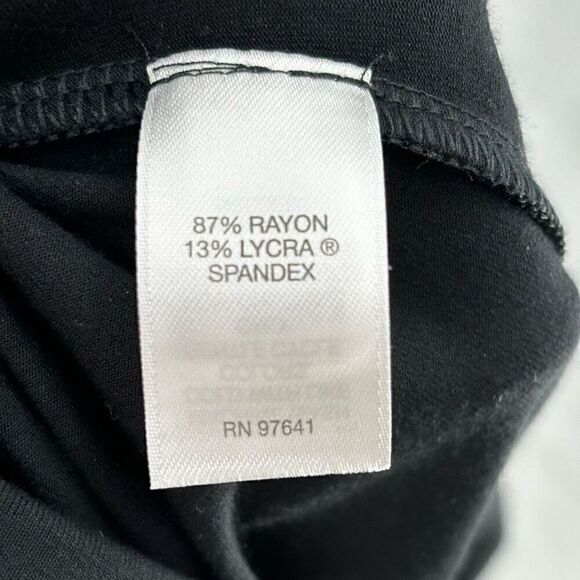 87% RAYON
13% LYCRA ®
SPANDEX
RN 97641